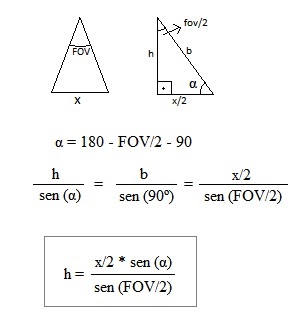 FOV
x
fov/2
h
b
α
x/2
α = 180 - FOV/2 - 90
h / sen (α) = b / sen (90º) = x/2 / sen (FOV/2)
h = x/2 * sen (α) / sen (FOV/2)